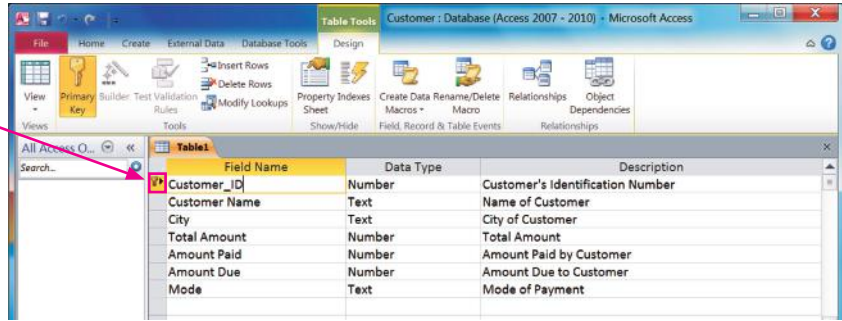 Table Tools
Customer : Database (Access 2007 - 2010) - Microsoft Access
File Home Create External Data Database Tools Design
View
Primary Key
Builder
Test Validation Rules
Insert Rows
Delete Rows
Modify Lookups
Property Sheet
Indexes
Create Data Macros
Rename/Delete Macro
Relationships
Object Dependencies
Views Tools Show/Hide Field, Record & Table Events Relationships
All Access O... «
Table1
Search...
Field Name Data Type Description
Customer_ID Number Customer's Identification Number
Customer Name Text Name of Customer
City Text City of Customer
Total Amount Number Total Amount
Amount Paid Number Amount Paid by Customer
Amount Due Number Amount Due to Customer
Mode Text Mode of Payment